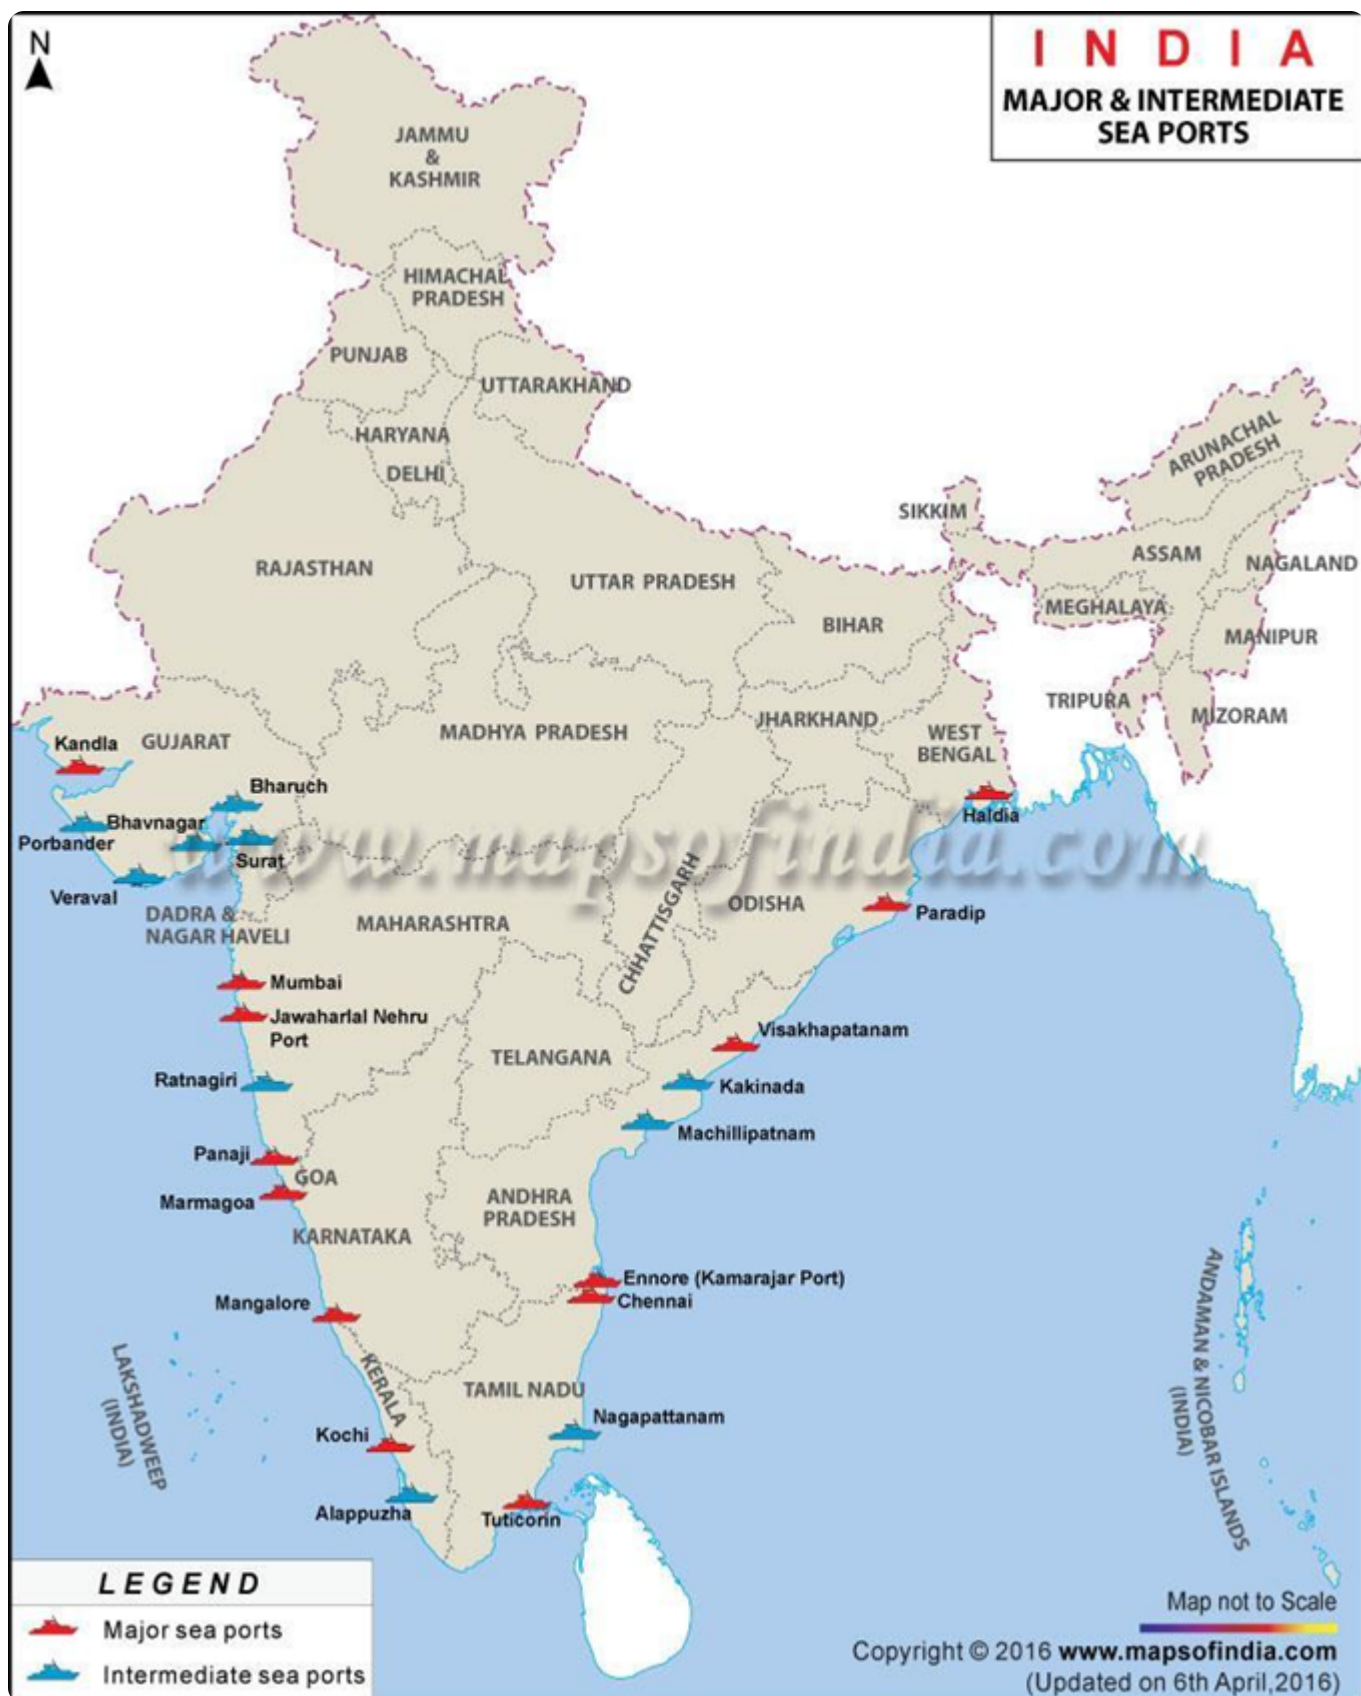 N
I N D I A
MAJOR & INTERMEDIATE
SEA PORTS
JAMMU
&
KASHMIR
HIMACHAL
PRADESH
PUNJAB
UTTARAKHAND
HARYANA
DELHI
ARUNACHAL
PRADESH
SIKKIM
ASSAM
NAGALAND
RAJASTHAN
UTTAR PRADESH
MEGHALAYA
BIHAR
MANIPUR
TRIPURA
MIZORAM
JHARKHAND
WEST
BENGAL
MADHYA PRADESH
GUJARAT
Kandla
Bharuch
Bhavnagar
Porbander
Surat
Veraval
Haldia
www.mapsofindia.com
DADRA &
NAGAR HAVELI
MAHARASHTRA
CHHATTISGARH
ODISHA
Paradip
Mumbai
Jawaharlal Nehru
Port
Visakhapatanam
TELANGANA
Ratnagiri
Kakinada
Machillipatnam
Panaji
GOA
Marmagoa
ANDHRA
PRADESH
KARNATAKA
Ennore (Kamarajar Port)
Chennai
Mangalore
LAKSHADWEEP
(INDIA)
KERALA
TAMIL NADU
Nagapattanam
Kochi
Alappuzha
Tuticorin
ANDAMAN & NICOBAR ISLANDS
(INDIA)
LEGEND
Major sea ports
Intermediate sea ports
Map not to Scale
Copyright © 2016 www.mapsofindia.com
(Updated on 6th April,2016)